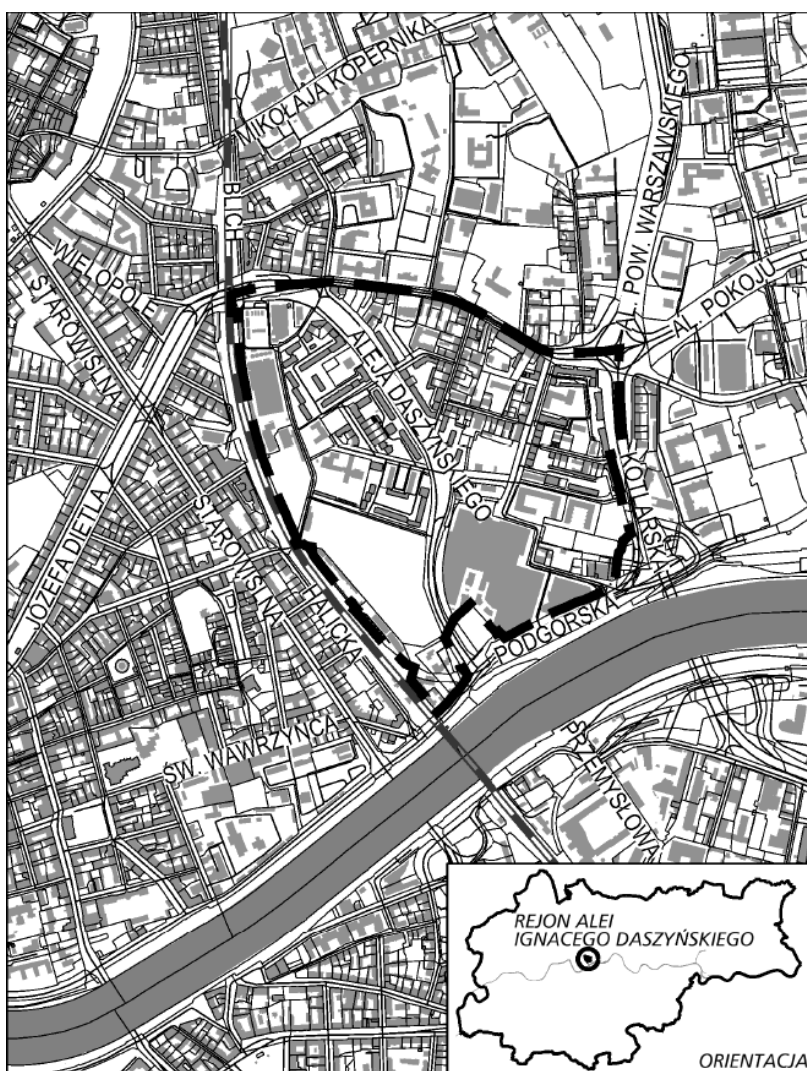 MIKOŁAJA KOPERNIKA
AL. POW. WARSZAWSKIEGO
BLICH
WIELOPOLE
STAROWIŚLNA
AL. POKOJU
ALEJA DASZYŃSKIEGO
KOTLARSKA
JÓZEFA DIETLA
STAROWIŚLNA
HALICKA
PODGÓRSKA
ŚW. WAWRZYŃCA
PRZEMYSŁOWA
REJON ALEI
IGNACEGO DASZYŃSKIEGO
ORIENTACJA